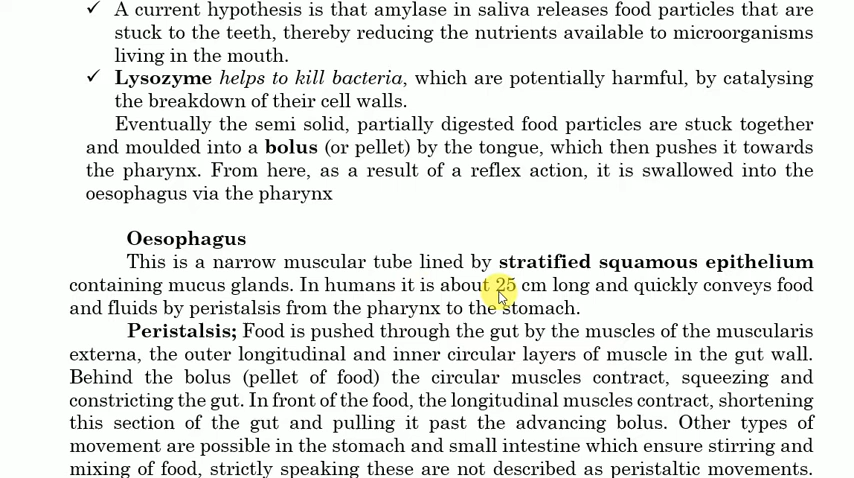 ✓ A current hypothesis is that amylase in saliva releases food particles that are
stuck to the teeth, thereby reducing the nutrients available to microorganisms
living in the mouth.
✓ Lysozyme helps to kill bacteria, which are potentially harmful, by catalysing
the breakdown of their cell walls.
Eventually the semi solid, partially digested food particles are stuck together
and moulded into a bolus (or pellet) by the tongue, which then pushes it towards
the pharynx. From here, as a result of a reflex action, it is swallowed into the
oesophagus via the pharynx
Oesophagus
This is a narrow muscular tube lined by stratified squamous epithelium
containing mucus glands. In humans it is about 25 cm long and quickly conveys food
and fluids by peristalsis from the pharynx to the stomach.
Peristalsis; Food is pushed through the gut by the muscles of the muscularis
externa, the outer longitudinal and inner circular layers of muscle in the gut wall.
Behind the bolus (pellet of food) the circular muscles contract, squeezing and
constricting the gut. In front of the food, the longitudinal muscles contract, shortening
this section of the gut and pulling it past the advancing bolus. Other types of
movement are possible in the stomach and small intestine which ensure stirring and
mixing of food, strictly speaking these are not described as peristaltic movements.